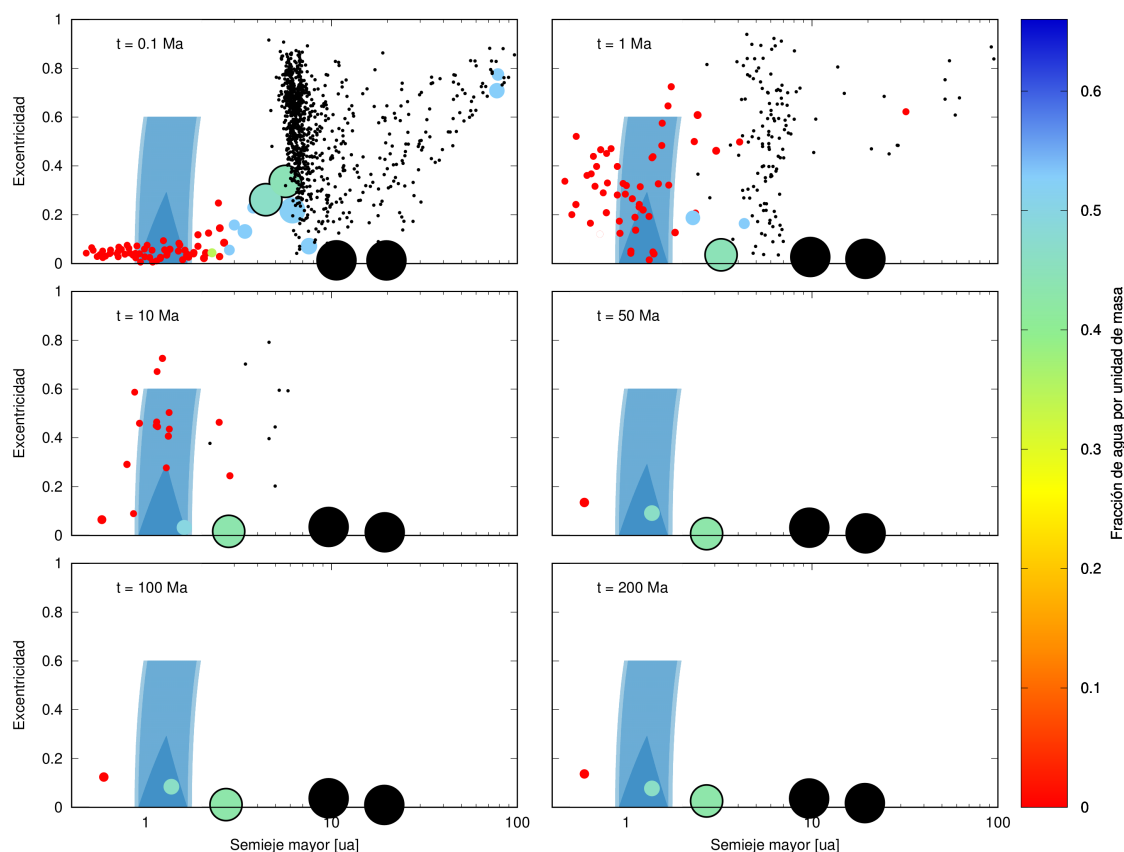 t = 0.1 Ma
t = 1 Ma
1
0.8
0.6
0.4
0.2
0
Excentricidad
t = 10 Ma
t = 50 Ma
1
0.8
0.6
0.4
0.2
0
Excentricidad
t = 100 Ma
t = 200 Ma
1
0.8
0.6
0.4
0.2
0
Excentricidad
1 10 100
Semieje mayor [ua]
1 10 100
Semieje mayor [ua]
0.6
0.5
0.4
0.3
0.2
0.1
0
Fracción de agua por unidad de masa